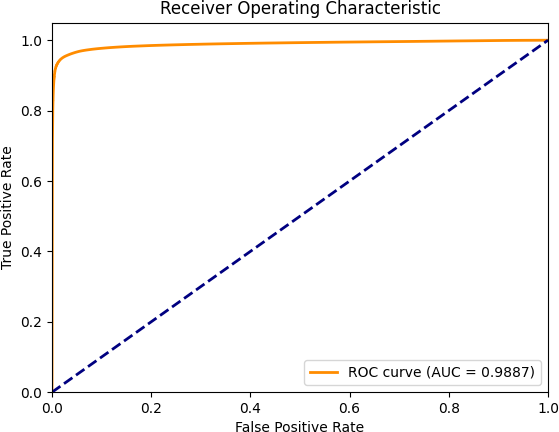 Receiver Operating Characteristic
True Positive Rate
1.0
0.8
0.6
0.4
0.2
0.0
ROC curve (AUC = 0.9887)
0.0 0.2 0.4 0.6 0.8 1.0
False Positive Rate